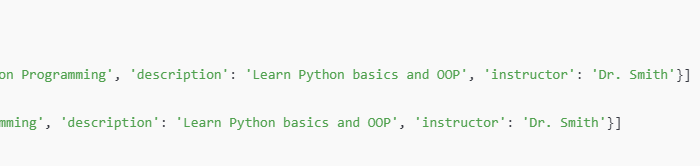 on Programming', 'description': 'Learn Python basics and OOP', 'instructor': 'Dr. Smith'}]
mming', 'description': 'Learn Python basics and OOP', 'instructor': 'Dr. Smith'}]